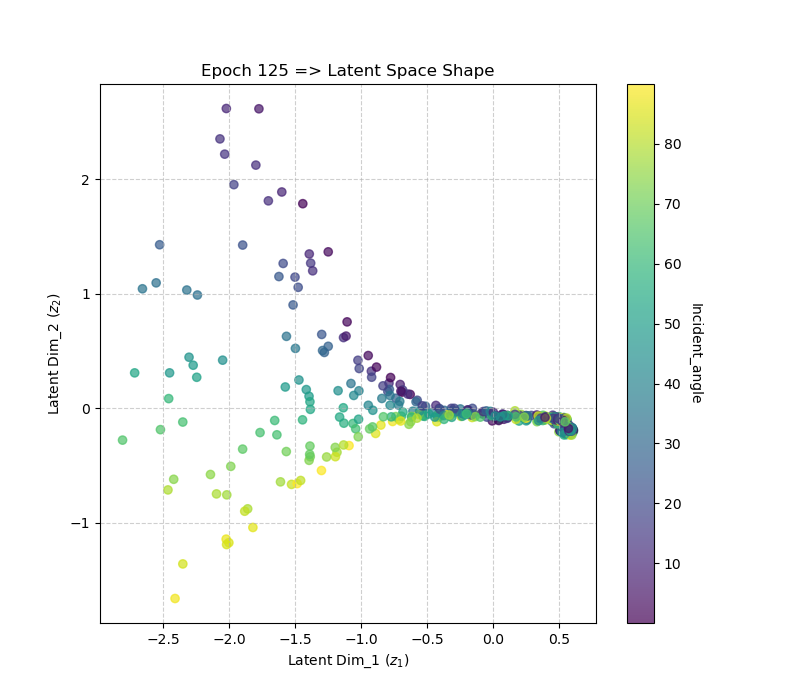 Epoch 125 => Latent Space Shape
Latent Dim_2 (z₂)
2
1
0
−1
−2.5 −2.0 −1.5 −1.0 −0.5 0.0 0.5
Latent Dim_1 (z₁)
80
70
60
50
40
30
20
10
Incident_angle